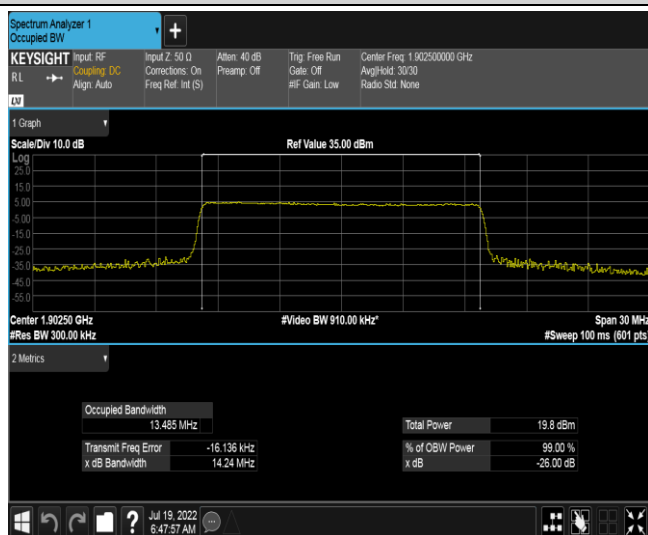 Spectrum Analyzer 1
Occupied BW
KEYSIGHT
R L
LXI
Input: RF
Coupling: DC
Align: Auto
Input Z: 50 Ω
Corrections: On
Freq Ref: Int (S)
Atten: 40 dB
Preamp: Off
Trig: Free Run
Gate: Off
#IF Gain: Low
Center Freq: 1.902500000 GHz
Avg|Hold: 30/30
Radio Std: None
1 Graph
Scale/Div 10.0 dB
Ref Value 35.00 dBm
Log
25.0
15.0
5.00
-5.00
-15.0
-25.0
-35.0
-45.0
-55.0
Center 1.90250 GHz
#Video BW 910.00 kHz*
Span 30 MHz
#Res BW 300.00 kHz
#Sweep 100 ms (601 pts)
2 Metrics
Occupied Bandwidth
13.485 MHz
Total Power 19.8 dBm
Transmit Freq Error -16.136 kHz
% of OBW Power 99.00 %
x dB Bandwidth 14.24 MHz
x dB -26.00 dB
?
Jul 19, 2022
6:47:57 AM